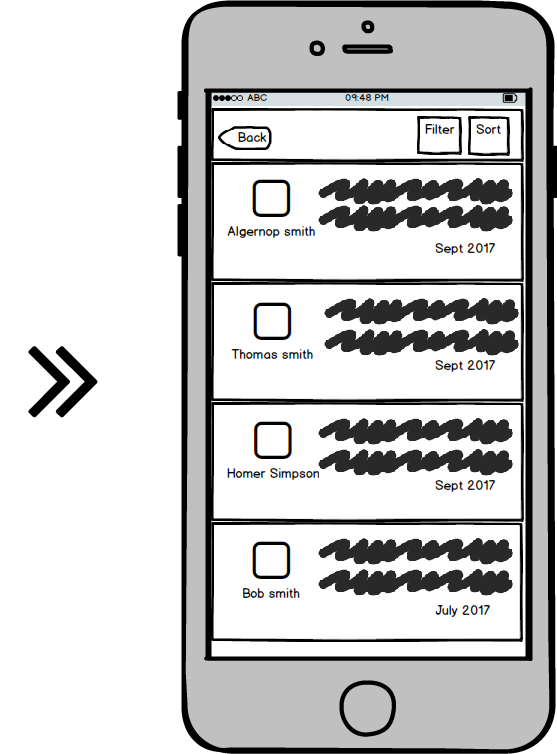 ABC 09:48 PM
Back Filter Sort
Algernop smith
Sept 2017
Thomas smith
Sept 2017
Homer Simpson
Sept 2017
Bob smith
July 2017